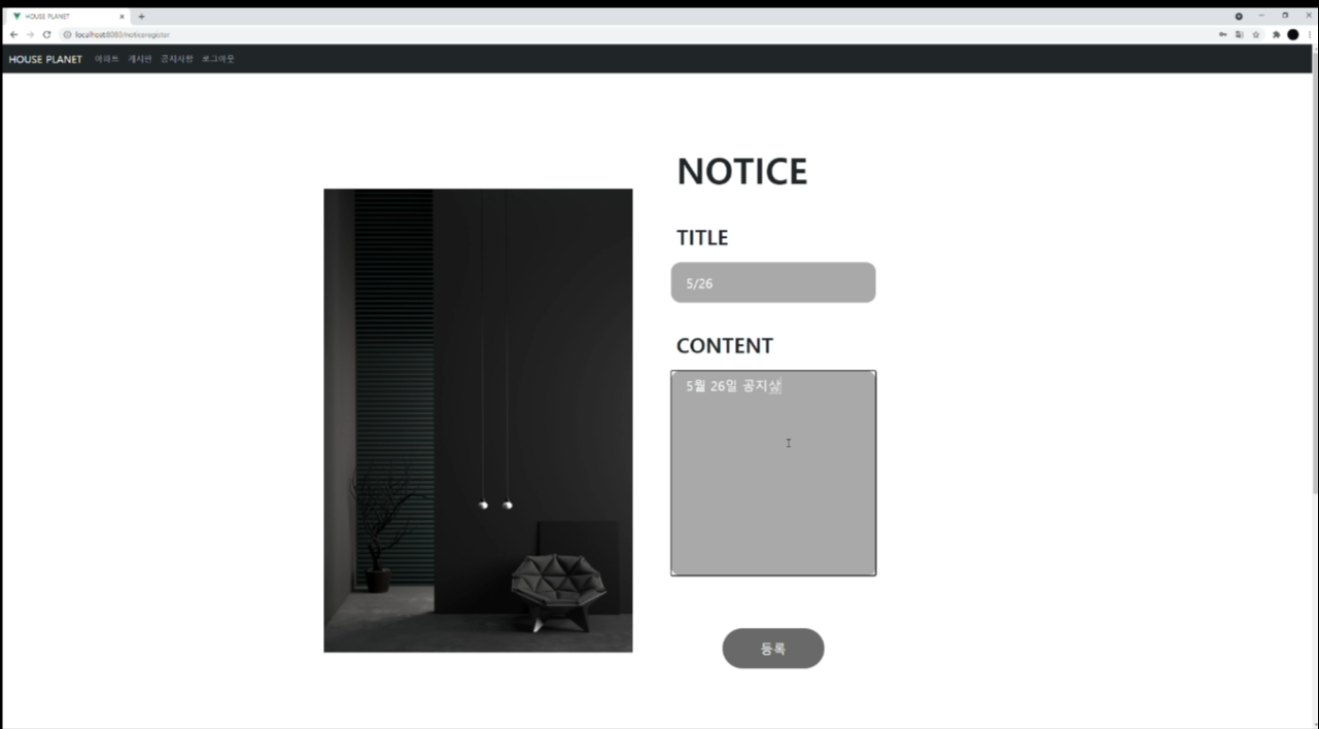 HOUSE PLANET
localhost:8080/noticeregister
HOUSE PLANET 아파트 게시판 공지사항 로그아웃
NOTICE
TITLE
5/26
CONTENT
5월 26일 공지상
등록